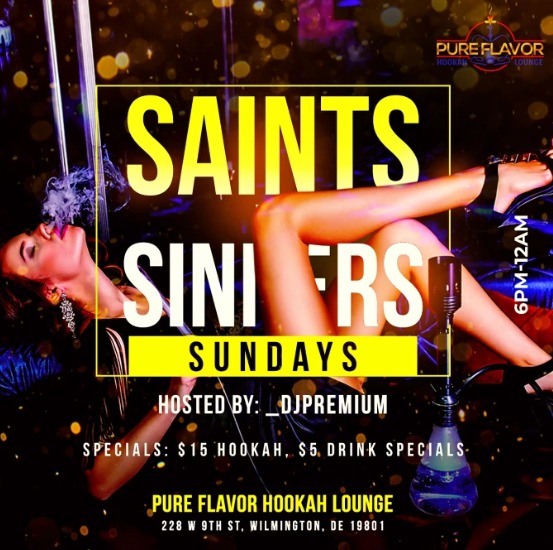 PURE FLAVOR
HOOKAH LOUNGE
SAINTS
SINNERS
SUNDAYS
6PM-12AM
HOSTED BY: _DJPREMIUM
SPECIALS: $15 HOOKAH, $5 DRINK SPECIALS
PURE FLAVOR HOOKAH LOUNGE
228 W 9TH ST, WILMINGTON, DE 19801